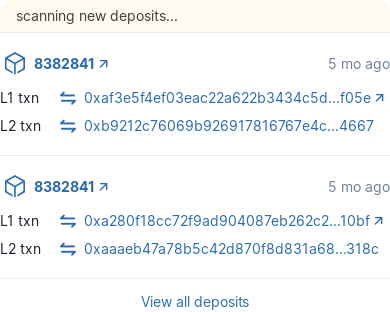 scanning new deposits...
8382841 5 mo ago
L1 txn 0xaf3e5f4ef03eac22a622b3434c5d...f05e
L2 txn 0xb9212c76069b926917816767e4c...4667
8382841 5 mo ago
L1 txn 0xa280f18cc72f9ad904087eb262c2...10bf
L2 txn 0xaaaeb47a78b5c42d870f8d831a68...318c
View all deposits